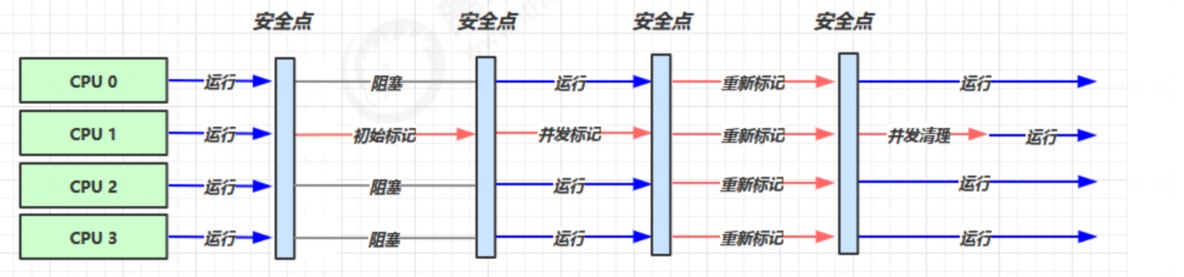 安全点 安全点 安全点 安全点
CPU 0 运行 阻塞 运行 重新标记 运行
CPU 1 运行 初始标记 并发标记 重新标记 并发清理 运行
CPU 2 运行 阻塞 运行 重新标记 运行
CPU 3 运行 阻塞 运行 重新标记 运行